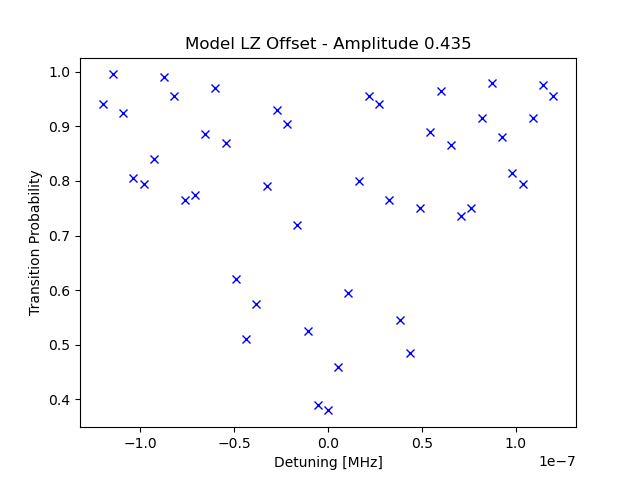 Model LZ Offset - Amplitude 0.435
Transition Probability
1.0
0.9
0.8
0.7
0.6
0.5
0.4
−1.0 −0.5 0.0 0.5 1.0
1e−7
Detuning [MHz]